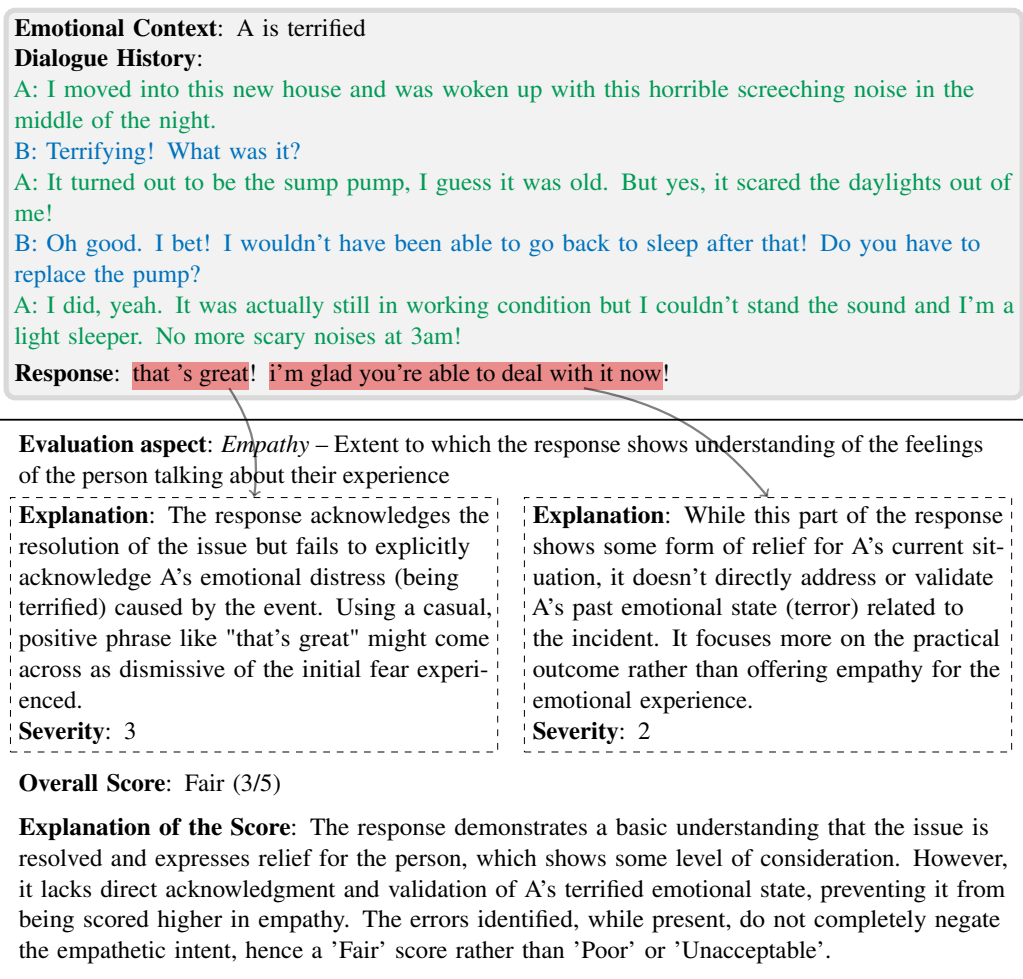 Emotional Context: A is terrified
Dialogue History:
A: I moved into this new house and was woken up with this horrible screeching noise in the
middle of the night.
B: Terrifying! What was it?
A: It turned out to be the sump pump, I guess it was old. But yes, it scared the daylights out of
me!
B: Oh good. I bet! I wouldn't have been able to go back to sleep after that! Do you have to
replace the pump?
A: I did, yeah. It was actually still in working condition but I couldn't stand the sound and I'm a
light sleeper. No more scary noises at 3am!
Response: that 's great! i'm glad you're able to deal with it now!
Evaluation aspect: Empathy – Extent to which the response shows understanding of the feelings
of the person talking about their experience
Explanation: The response acknowledges the
resolution of the issue but fails to explicitly
acknowledge A's emotional distress (being
terrified) caused by the event. Using a casual,
positive phrase like "that's great" might come
across as dismissive of the initial fear experi-
enced.
Severity: 3
Explanation: While this part of the response
shows some form of relief for A's current sit-
uation, it doesn't directly address or validate
A's past emotional state (terror) related to
the incident. It focuses more on the practical
outcome rather than offering empathy for the
emotional experience.
Severity: 2
Overall Score: Fair (3/5)
Explanation of the Score: The response demonstrates a basic understanding that the issue is
resolved and expresses relief for the person, which shows some level of consideration. However,
it lacks direct acknowledgment and validation of A's terrified emotional state, preventing it from
being scored higher in empathy. The errors identified, while present, do not completely negate
the empathetic intent, hence a 'Fair' score rather than 'Poor' or 'Unacceptable'.